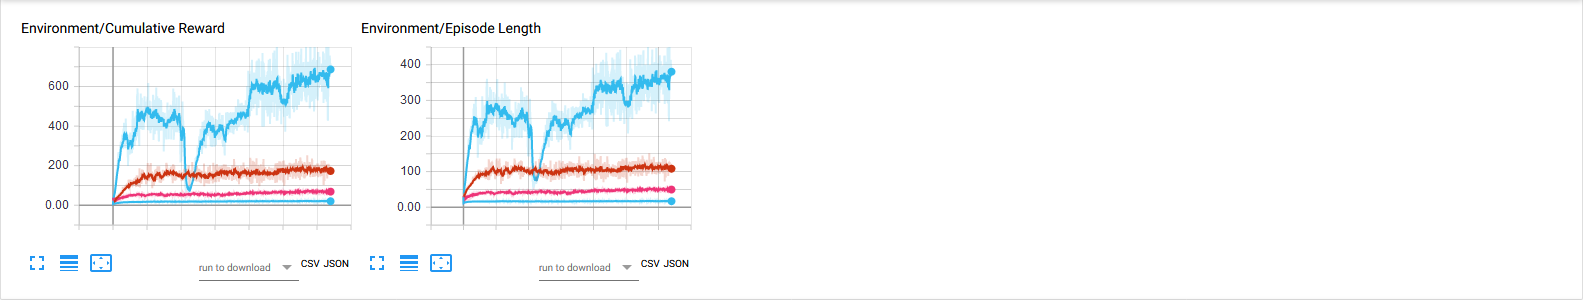 Environment/Cumulative Reward
600
400
200
0.00
run to download
CSV JSON
Environment/Episode Length
400
300
200
100
0.00
run to download
CSV JSON